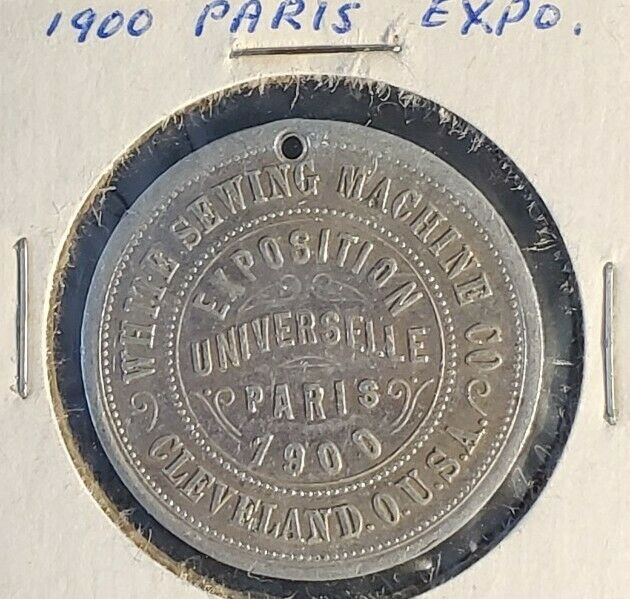 1900 PARIS EXPO.
WHITE SEWING MACHINE CO
CLEVELAND.O.U.S.A.
EXPOSITION
UNIVERSELLE
PARIS
1900